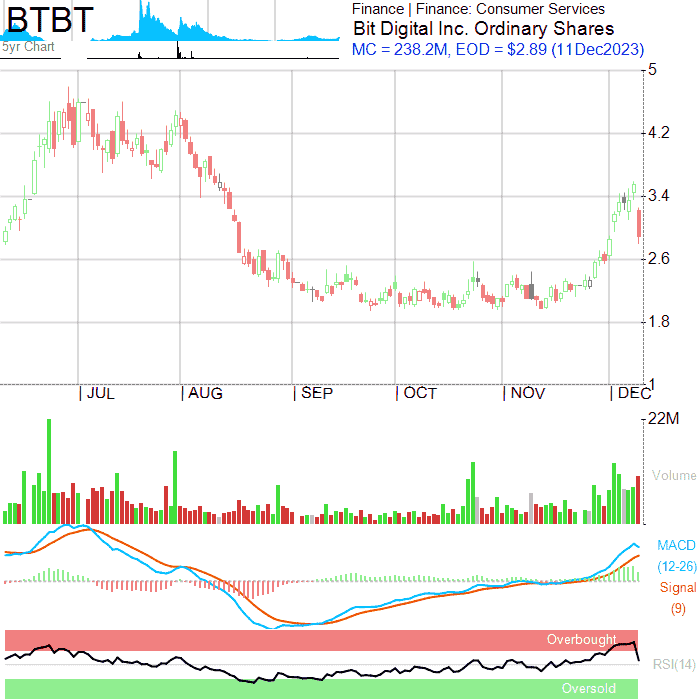 BTBT
5yr Chart
Finance | Finance: Consumer Services
Bit Digital Inc. Ordinary Shares
MC = 238.2M, EOD = $2.89 (11Dec2023)
5
4.2
3.4
2.6
1.8
1
JUL AUG SEP OCT NOV DEC
22M
Volume
MACD
(12-26)
Signal
(9)
Overbought
RSI(14)
Oversold